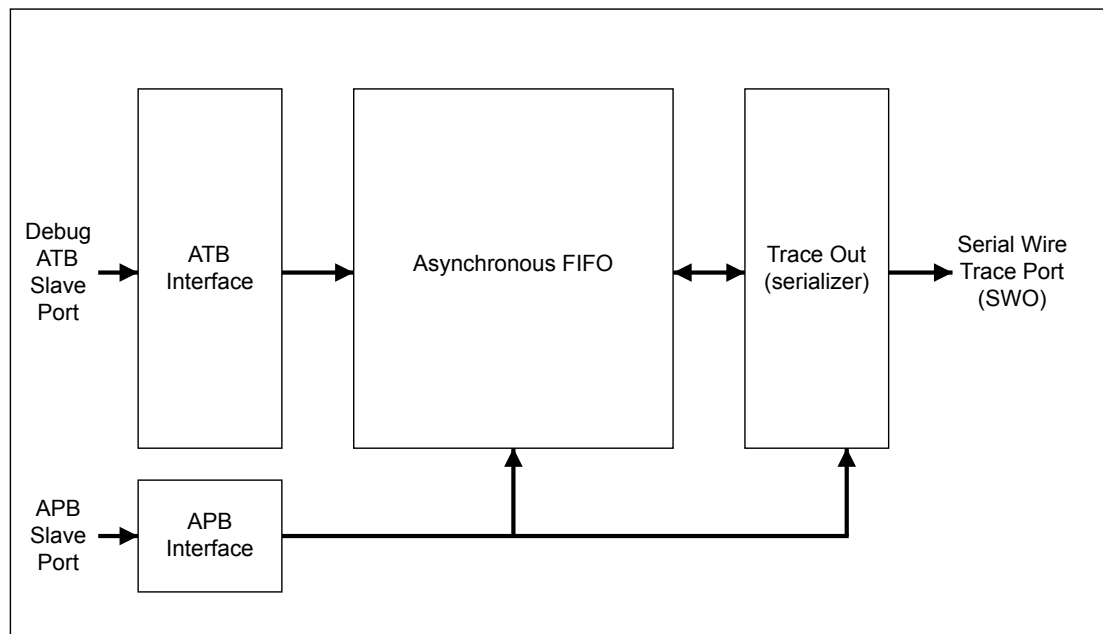 Debug
ATB
Slave
Port
ATB
Interface
Asynchronous FIFO
Trace Out
(serializer)
Serial Wire
Trace Port
(SWO)
APB
Slave
Port
APB
Interface